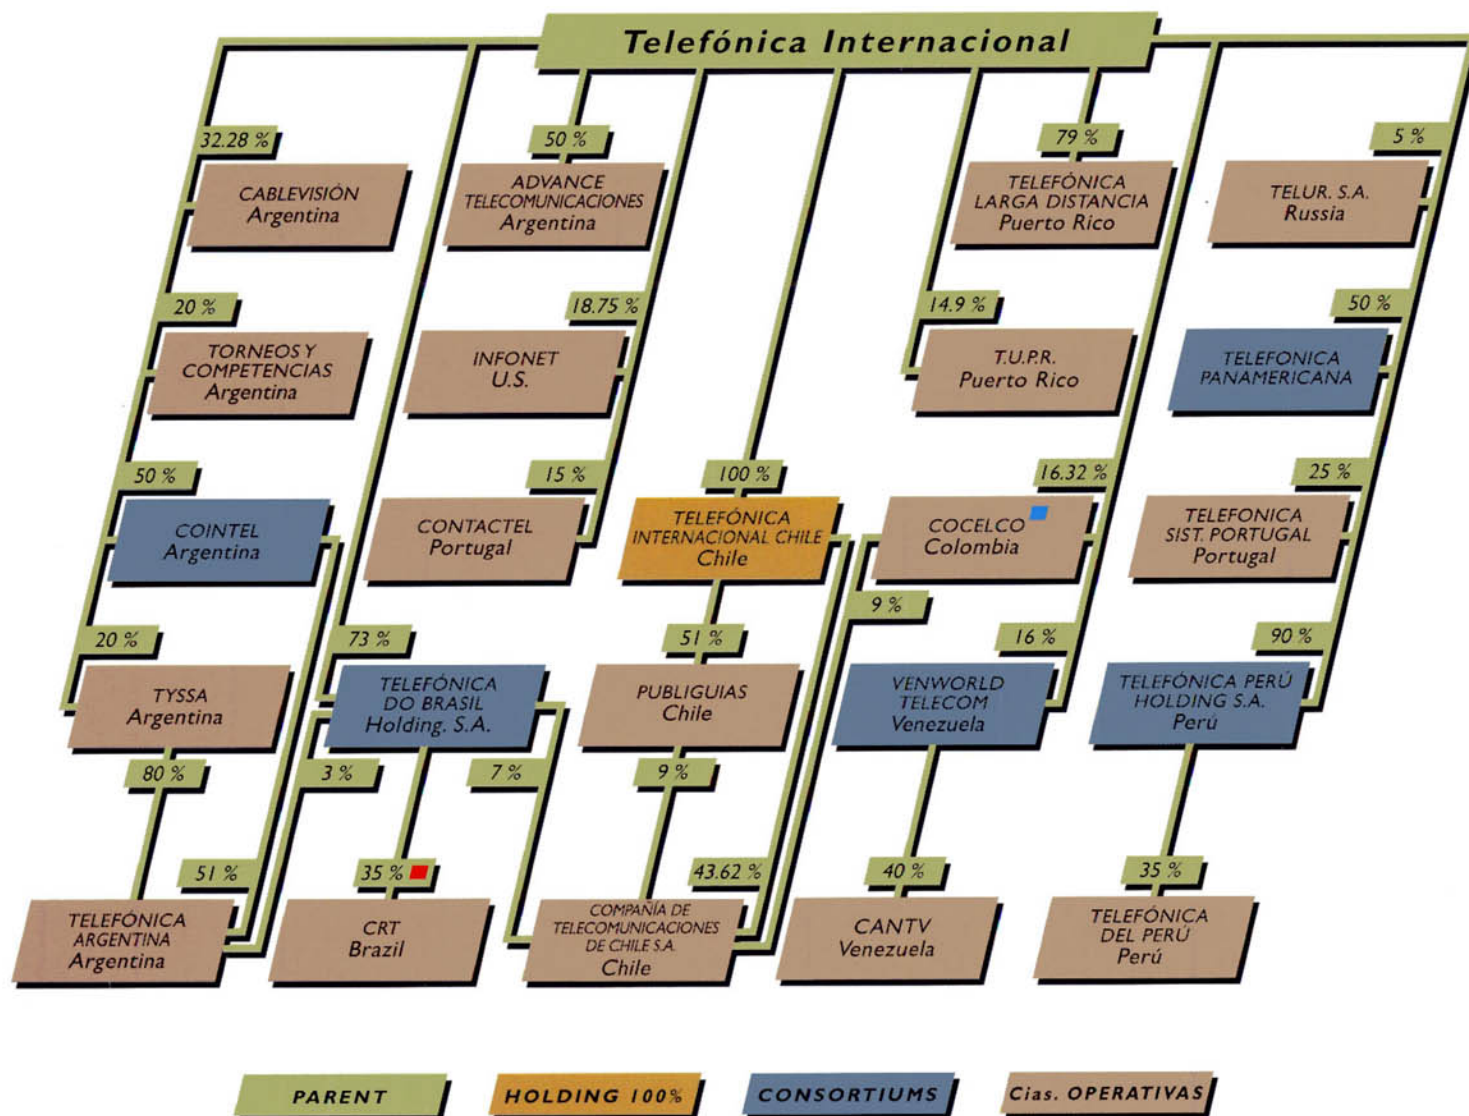 Telefónica Internacional
32.28 %
CABLEVISIÓN
Argentina
50 %
ADVANCE
TELECOMUNICACIONES
Argentina
79 %
TELEFÓNICA
LARGA DISTANCIA
Puerto Rico
5 %
TELUR. S.A.
Russia
20 %
TORNEOS Y
COMPETENCIAS
Argentina
18.75 %
INFONET
U.S.
14.9 %
T.U.P.R.
Puerto Rico
50 %
TELEFONICA
PANAMERICANA
50 %
COINTEL
Argentina
15 %
CONTACTEL
Portugal
100 %
TELEFÓNICA
INTERNACIONAL CHILE
Chile
16.32 %
COCELCO
Colombia
25 %
TELEFONICA
SIST. PORTUGAL
Portugal
20 %
TYSSA
Argentina
73 %
TELEFÓNICA
DO BRASIL
Holding. S.A.
51 %
PUBLIGUIAS
Chile
9 %
16 %
VENWORLD
TELECOM
Venezuela
90 %
TELEFÓNICA PERÚ
HOLDING S.A.
Perú
80 %
3 %
7 %
9 %
51 %
TELEFÓNICA
ARGENTINA
Argentina
35 %
CRT
Brazil
43.62 %
COMPAÑÍA DE
TELECOMUNICACIONES
DE CHILE S.A.
Chile
40 %
CANTV
Venezuela
35 %
TELEFÓNICA
DEL PERÚ
Perú
PARENT
HOLDING 100%
CONSORTIUMS
Cias. OPERATIVAS